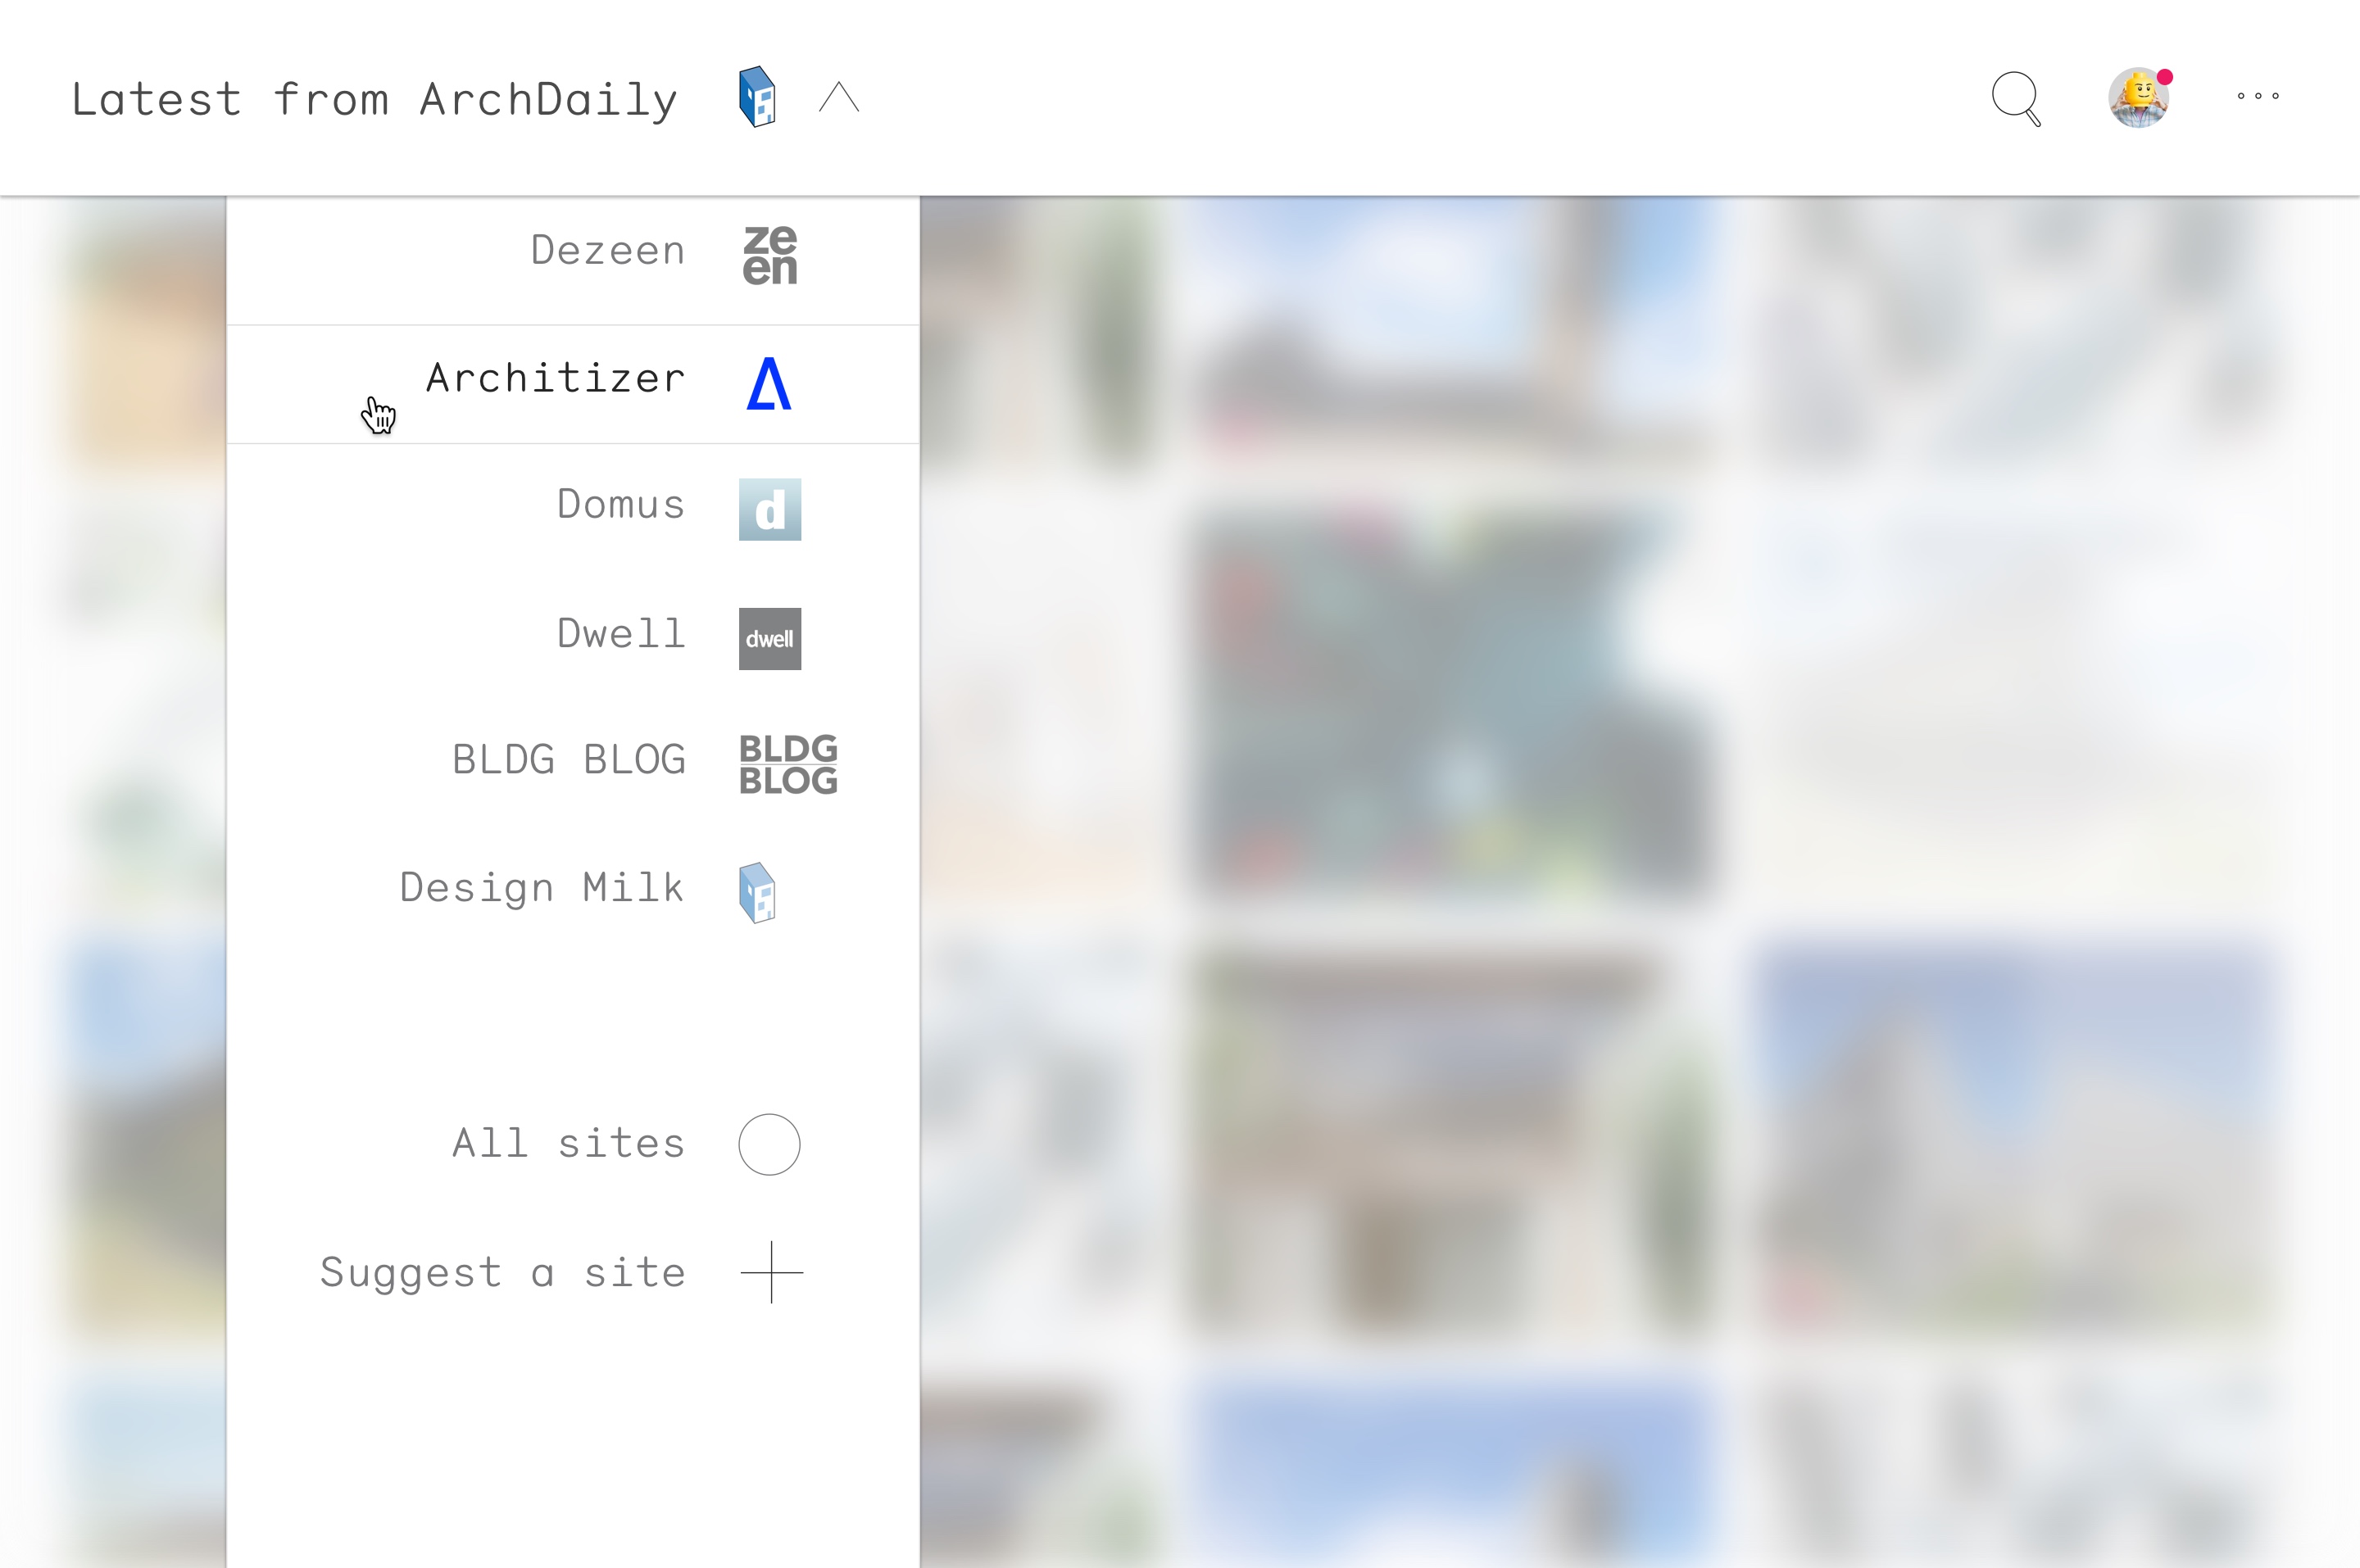 Latest from ArchDaily
Dezeen
ze
en
Architizer
Domus
d
Dwell
dwell
BLDG BLOG
BLDG
BLOG
Design Milk
All sites
Suggest a site